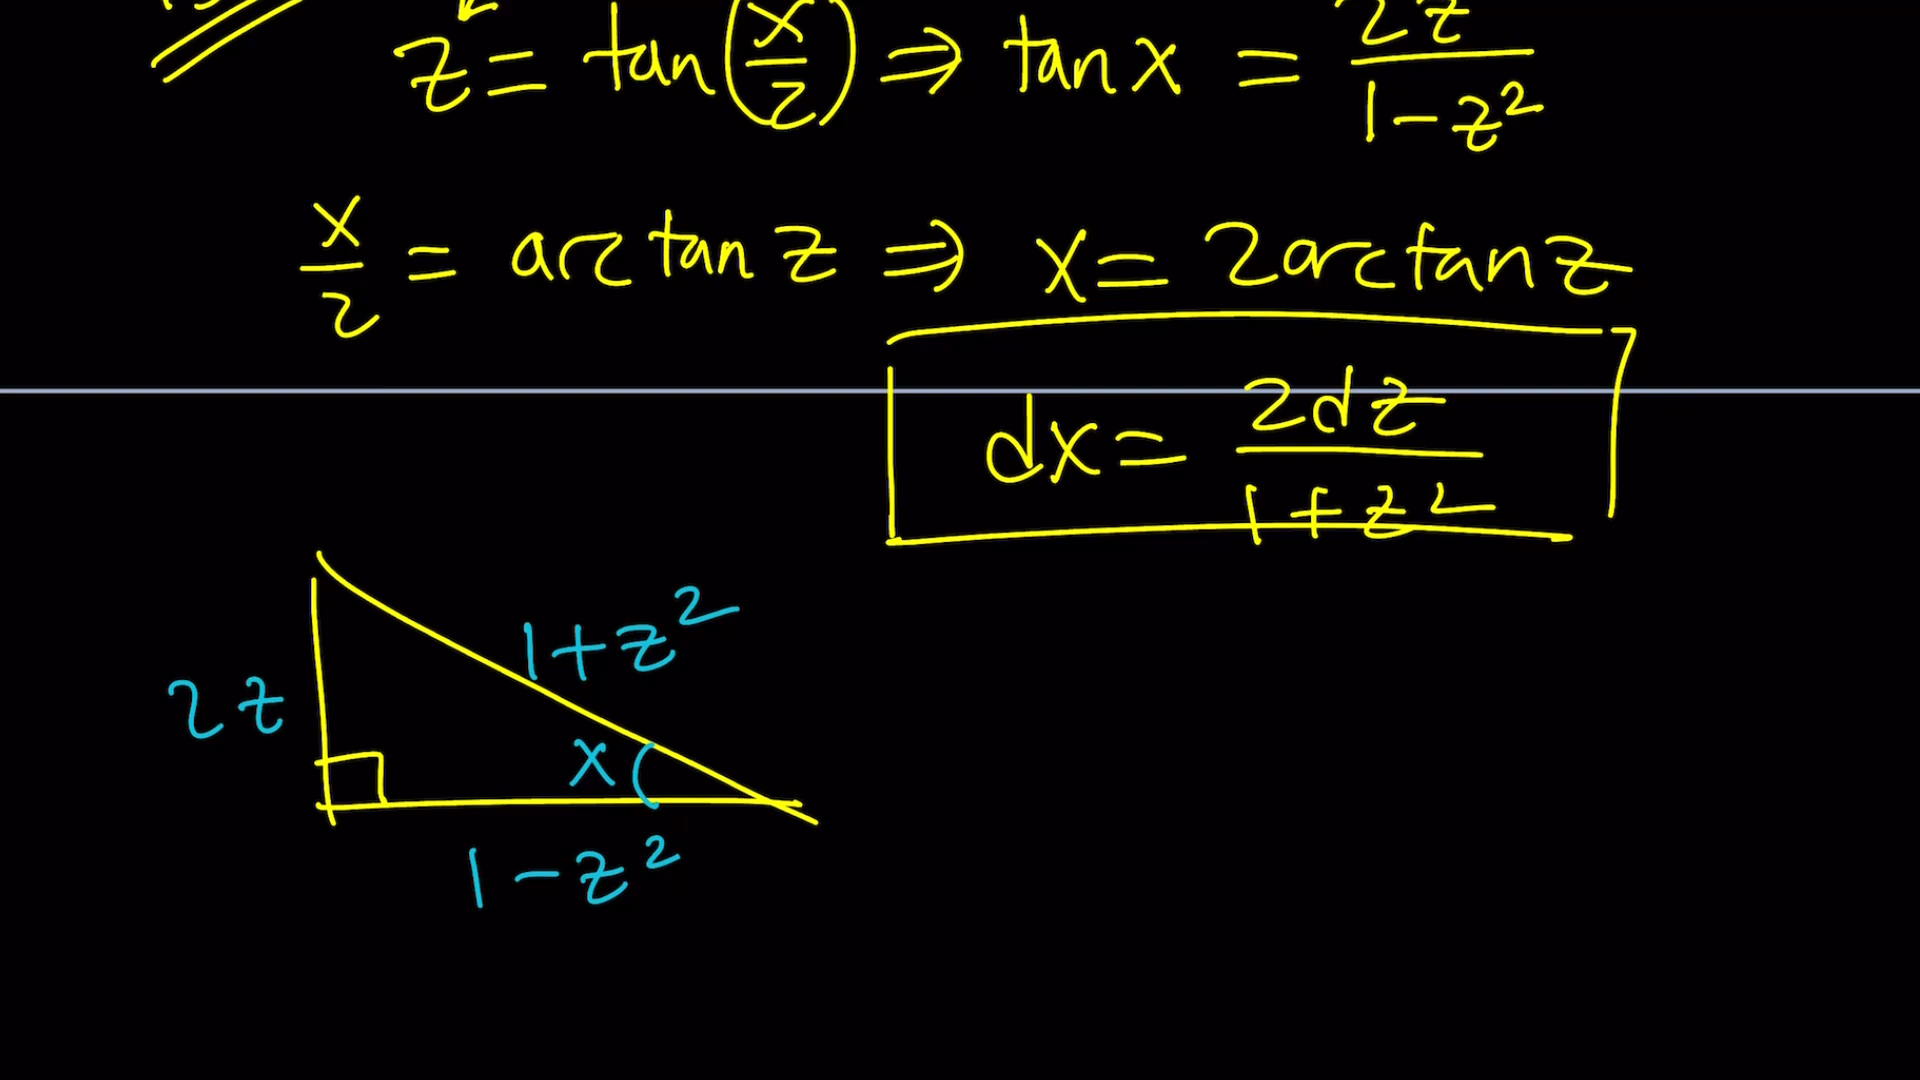 z = tan(x/2) ⇒ tan x = 2z/(1-z²)
x/2 = arctan z ⇒ x = 2arctan z
dx = 2dz/(1+z²)
1+z²
2z
x
1-z²